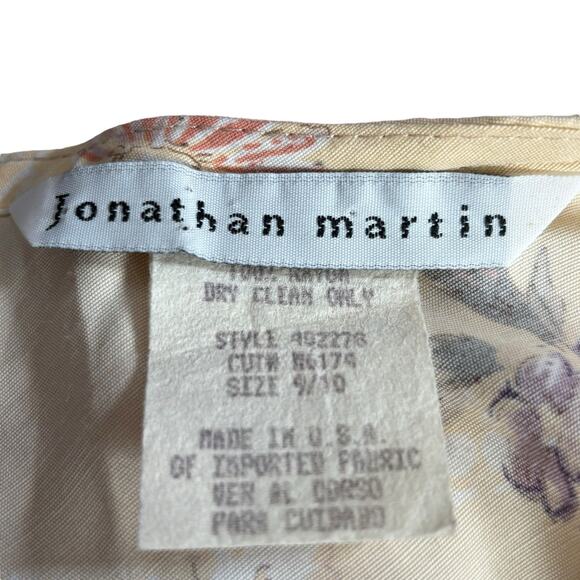 Jonathan martin
100% RAYON
DRY CLEAN ONLY
STYLE 492276
CUT# W6174
SIZE 9/10
MADE IN U.S.A.
OF IMPORTED FABRIC
VER AL DORSO
PARA CUIDADO